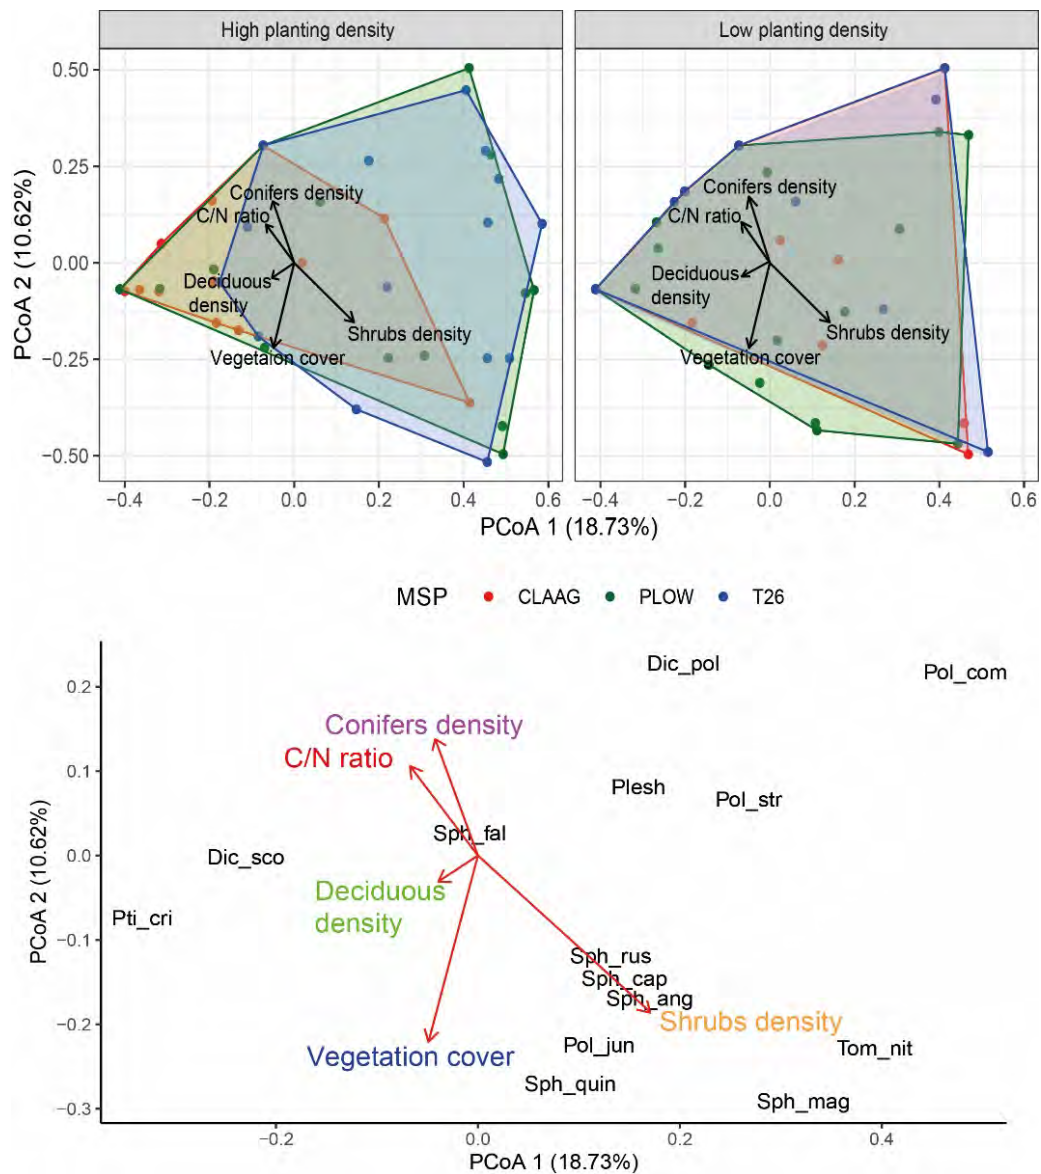 High planting density
Low planting density
PCoA 2 (10.62%)
0.50
0.25
0.00
−0.25
−0.50
Conifers density
C/N ratio
Deciduous
density
Shrubs density
Vegetaion cover
Conifers density
C/N ratio
Deciduous
density
Shrubs density
Vegetation cover
−0.4 −0.2 0.0 0.2 0.4 0.6
−0.4 −0.2 0.0 0.2 0.4 0.6
PCoA 1 (18.73%)
MSP CLAAG PLOW T26
PCoA 2 (10.62%)
0.2
0.1
0.0
−0.1
−0.2
−0.3
Dic_pol
Pol_com
Conifers density
C/N ratio
Plesh
Pol_str
Sph_fal
Dic_sco
Deciduous
density
Pti_cri
Sph_rus
Sph_cap
Sph_ang
Shrubs density
Pol_jun
Tom_nit
Vegetation cover
Sph_quin
Sph_mag
−0.2 0.0 0.2 0.4
PCoA 1 (18.73%)